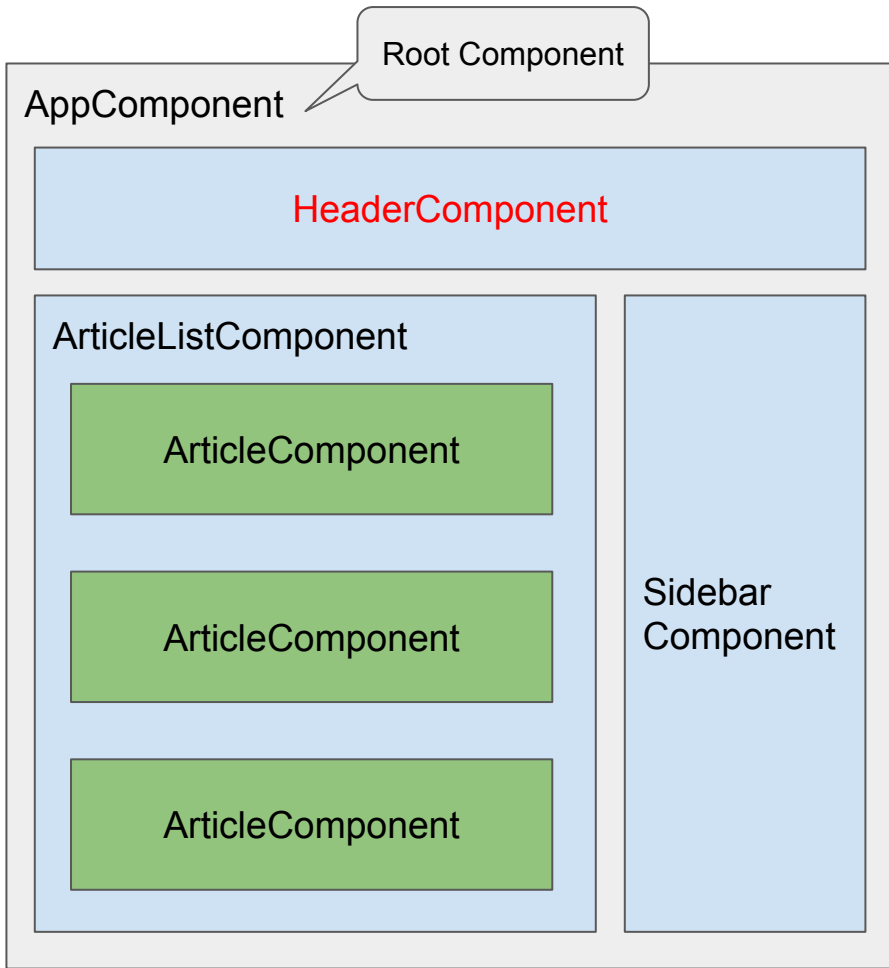 Root Component
AppComponent
HeaderComponent
ArticleListComponent
ArticleComponent
ArticleComponent
ArticleComponent
Sidebar
Component